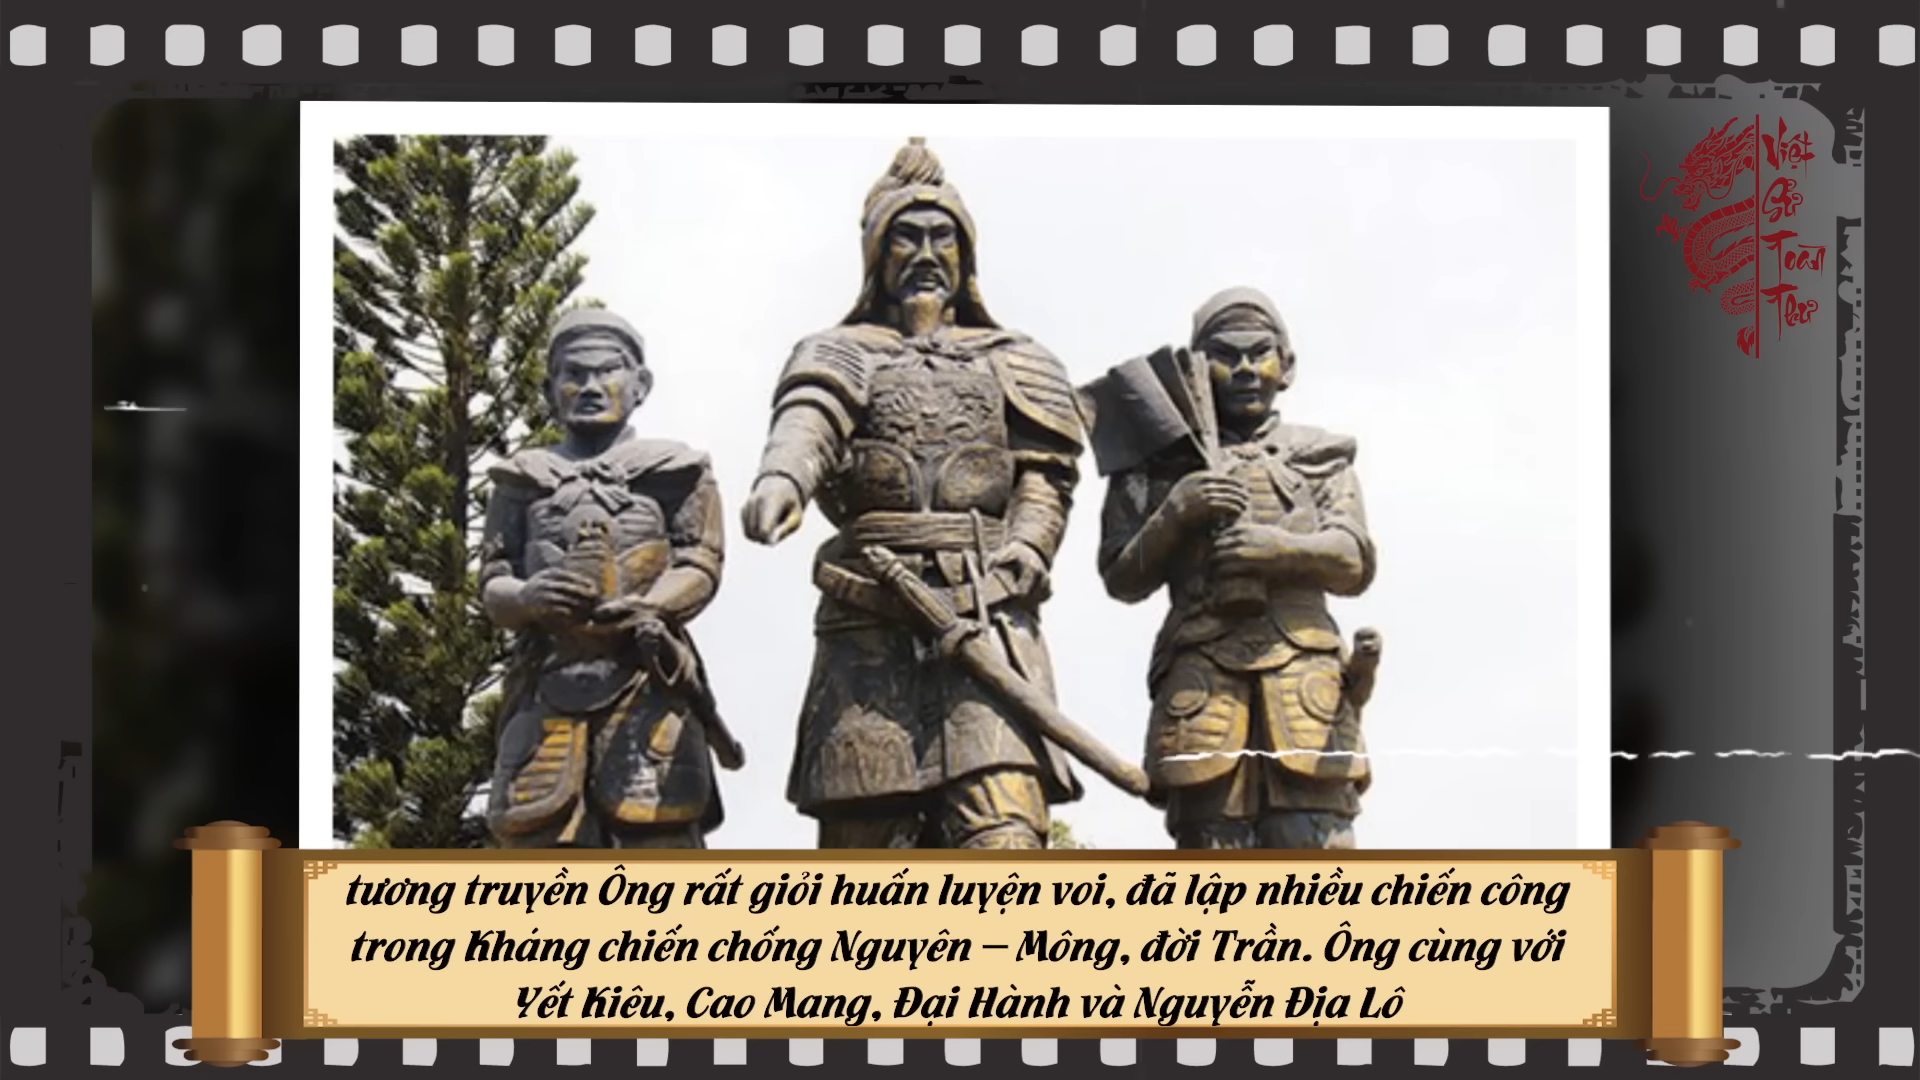 Việt
Sử
Toàn
Thư
tương truyền Ông rất giỏi huấn luyện voi, đã lập nhiều chiến công
trong Kháng chiến chống Nguyên – Mông, đời Trần. Ông cùng với
Yết Kiêu, Cao Mang, Đại Hành và Nguyễn Địa Lô